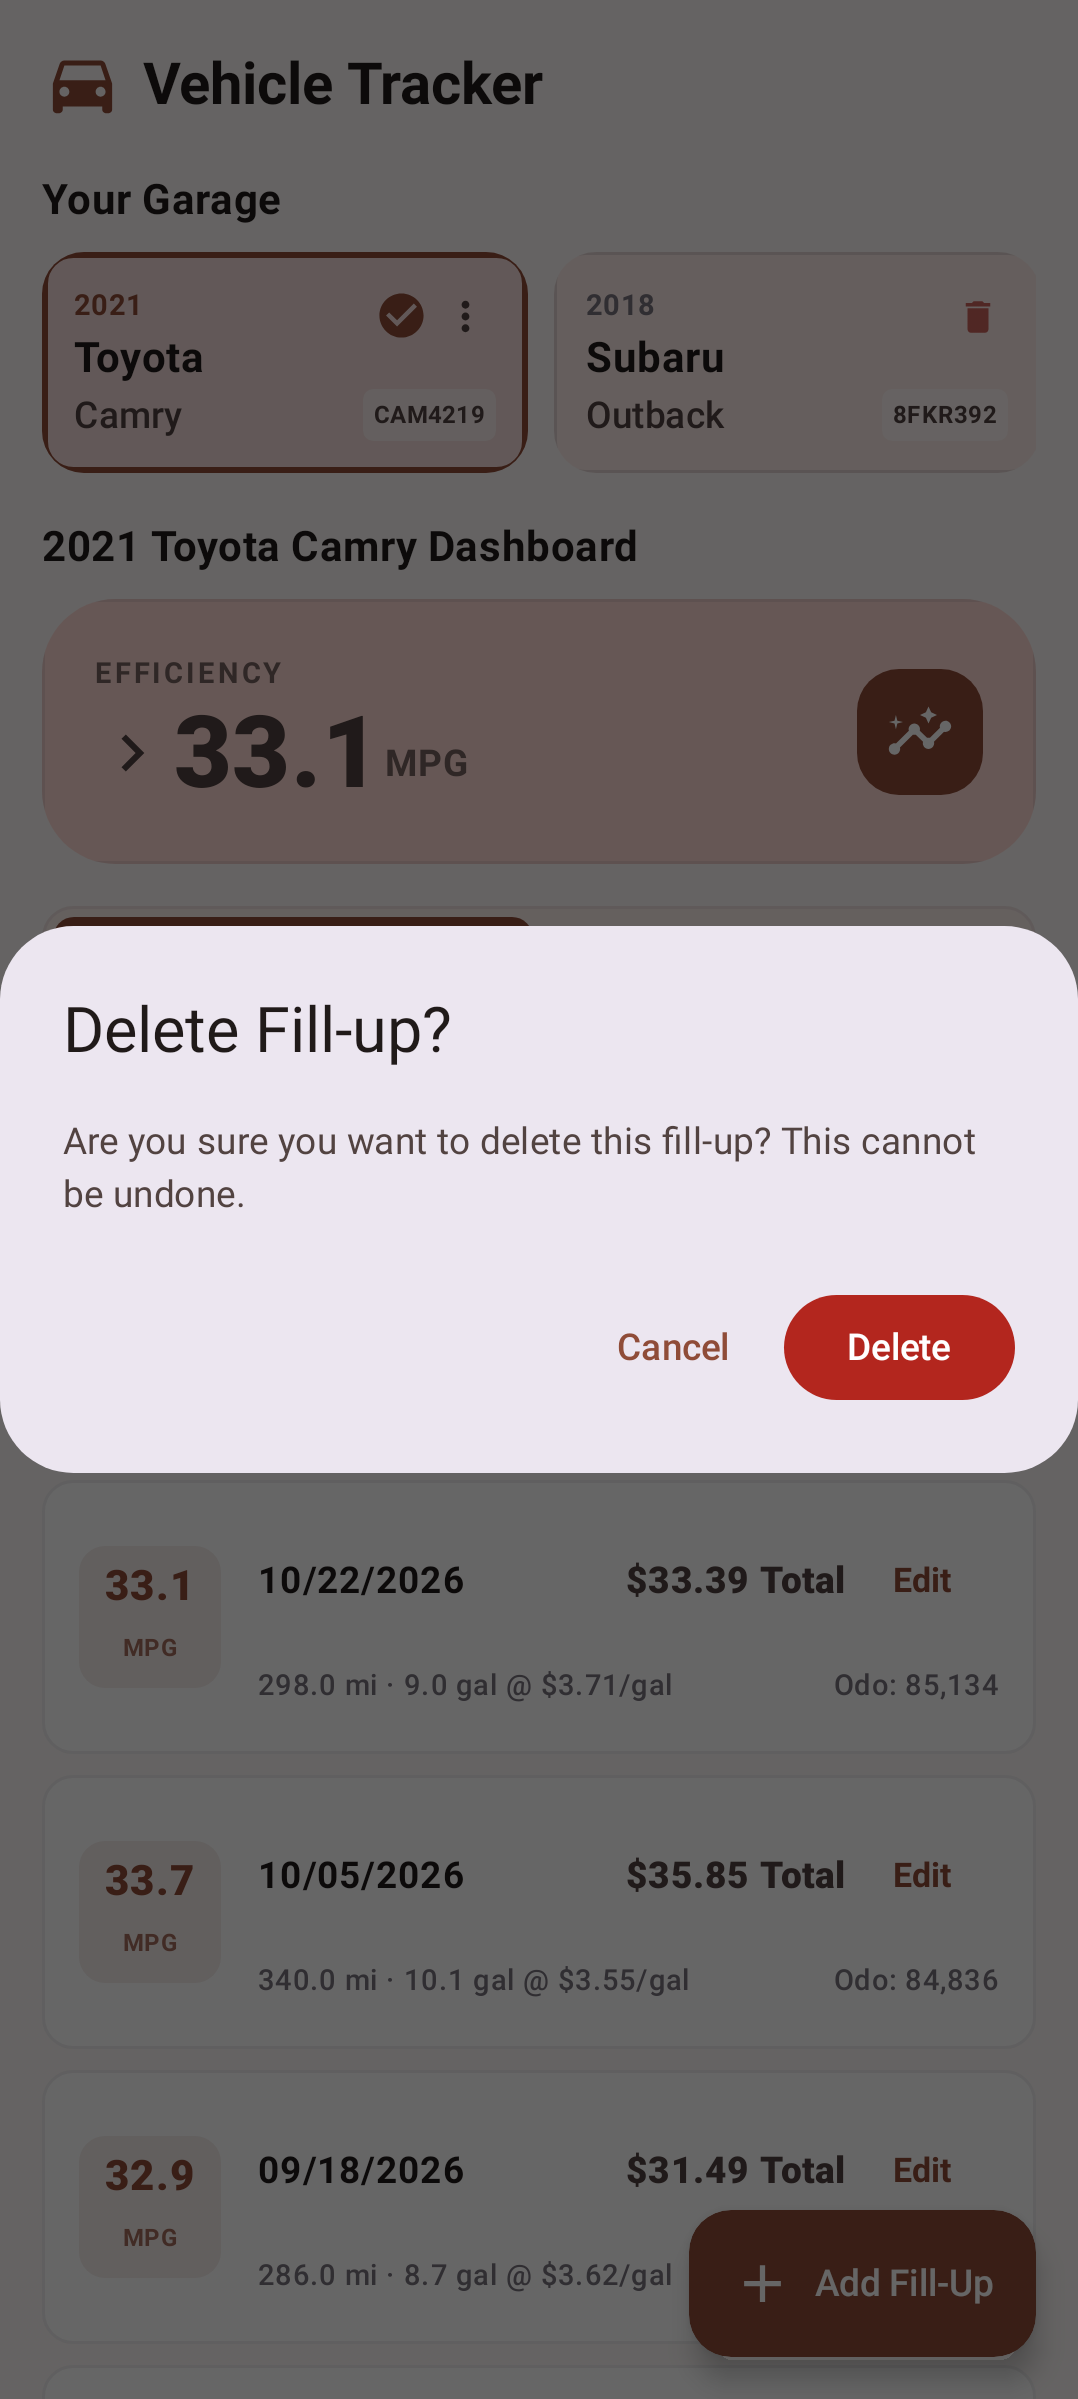 Vehicle Tracker
Your Garage
2021
Toyota
Camry
CAM4219
2018
Subaru
Outback
8FKR392
2021 Toyota Camry Dashboard
EFFICIENCY
33.1 MPG
Delete Fill-up?
Are you sure you want to delete this fill-up? This cannot
be undone.
Cancel
Delete
33.1
MPG
10/22/2026
$33.39 Total
Edit
298.0 mi · 9.0 gal @ $3.71/gal
Odo: 85,134
33.7
MPG
10/05/2026
$35.85 Total
Edit
340.0 mi · 10.1 gal @ $3.55/gal
Odo: 84,836
32.9
MPG
09/18/2026
$31.49 Total
Edit
286.0 mi · 8.7 gal @ $3.62/gal
Add Fill-Up